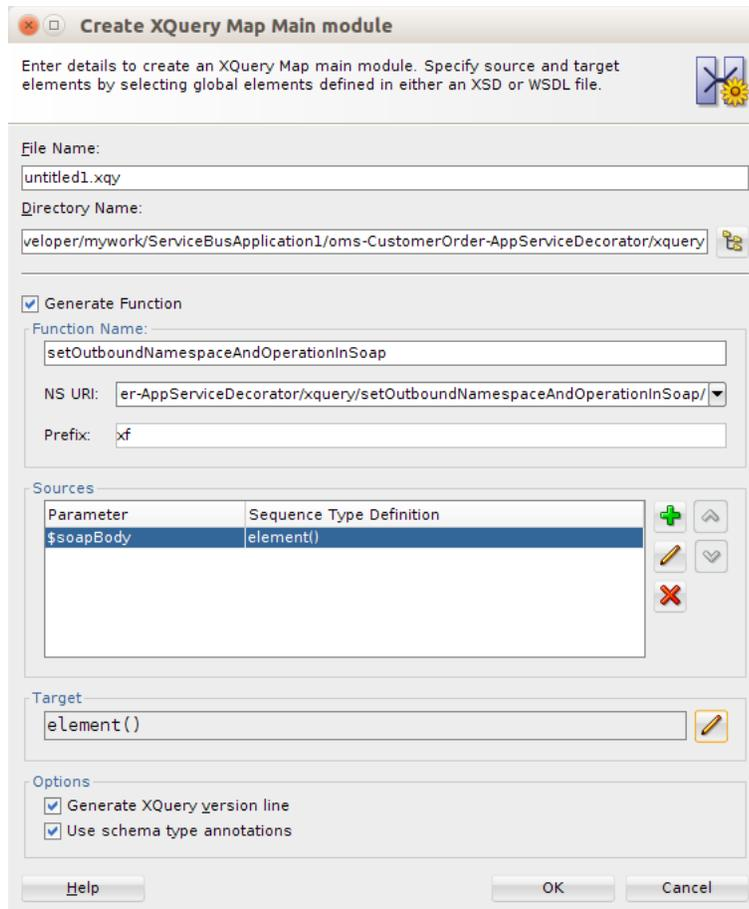 Create XQuery Map Main module
Enter details to create an XQuery Map main module. Specify source and target
elements by selecting global elements defined in either an XSD or WSDL file.
File Name:
untitled1.xqy
Directory Name:
veloper/mywork/ServiceBusApplication1/oms-CustomerOrder-AppServiceDecorator/xquery
Generate Function
Function Name:
setOutboundNamespaceAndOperationInSoap
NS URI: er-AppServiceDecorator/xquery/setOutboundNamespaceAndOperationInSoap/
Prefix: xf
Sources
Parameter Sequence Type Definition
$soapBody element()
Target
element()
Options
Generate XQuery version line
Use schema type annotations
Help OK Cancel